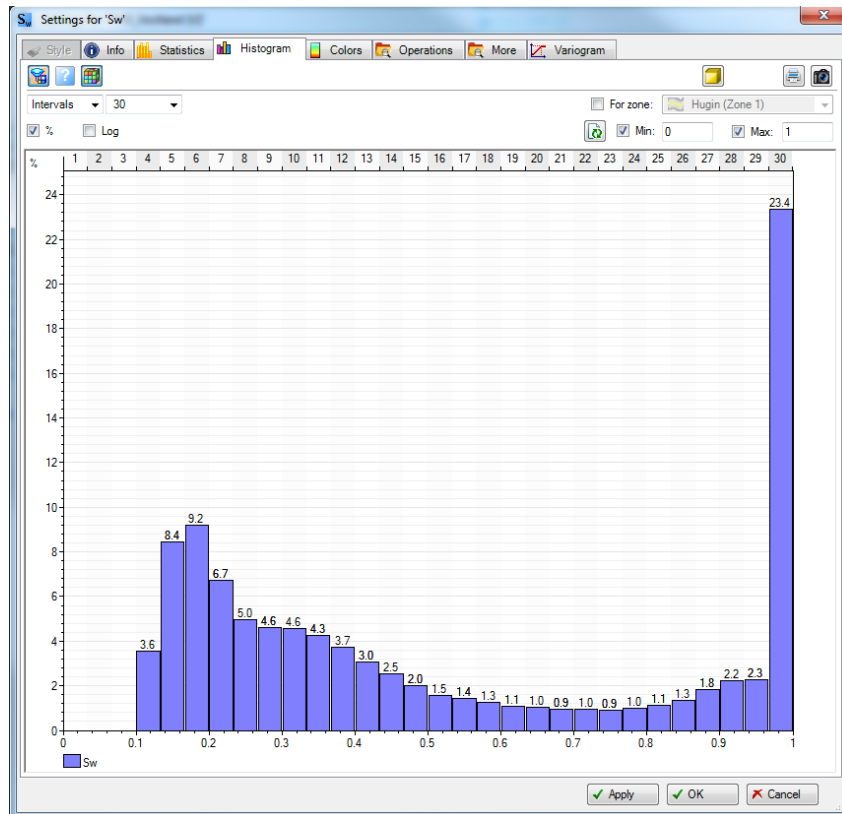 Settings for 'Sw'
Style Info Statistics Histogram Colors Operations More Variogram
Intervals 30 For zone: Hugin (Zone 1)
% Log Min: 0 Max: 1
% 1 2 3 4 5 6 7 8 9 10 11 12 13 14 15 16 17 18 19 20 21 22 23 24 25 26 27 28 29 30
24
22
20
18
16
14
12
10
8
6
4
2
0
3.6 8.4 9.2 6.7 5.0 4.6 4.6 4.3 3.7 3.0 2.5 2.0 1.5 1.4 1.3 1.1 1.0 0.9 1.0 0.9 1.0 1.1 1.3 1.8 2.2 2.3 23.4
0 0.1 0.2 0.3 0.4 0.5 0.6 0.7 0.8 0.9 1
Sw
Apply OK Cancel